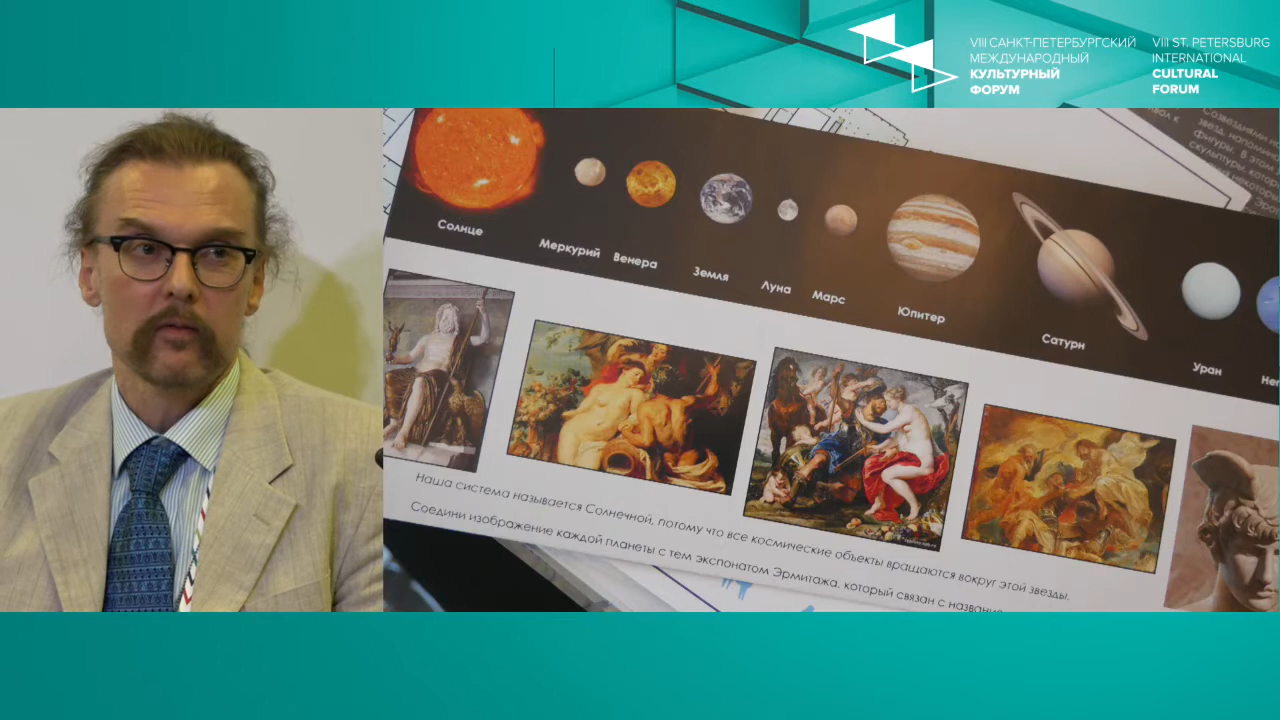 VIII САНКТ-ПЕТЕРБУРГСКИЙ
МЕЖДУНАРОДНЫЙ
КУЛЬТУРНЫЙ
ФОРУМ
VIII ST. PETERSBURG
INTERNATIONAL
CULTURAL
FORUM
Солнце
Меркурий
Венера
Земля
Луна
Марс
Юпитер
Сатурн
Уран
Наша система называется Солнечной, потому что все космические объекты вращаются вокруг этой звезды.
Соедини изображение каждой планеты с тем экспонатом Эрмитажа, который связан с